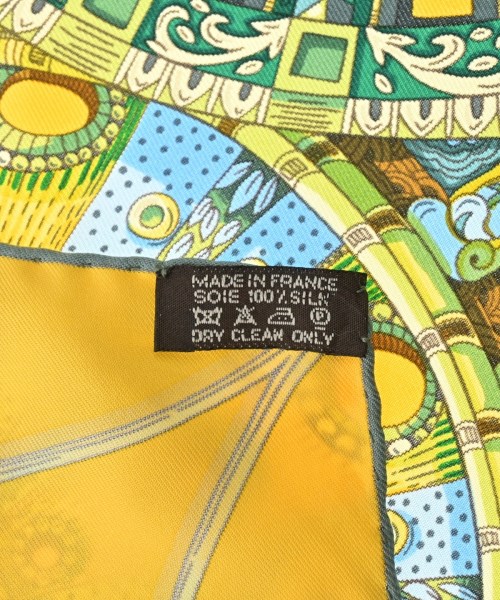 MADE IN FRANCE
SOIE 100% SILK
DRY CLEAN ONLY